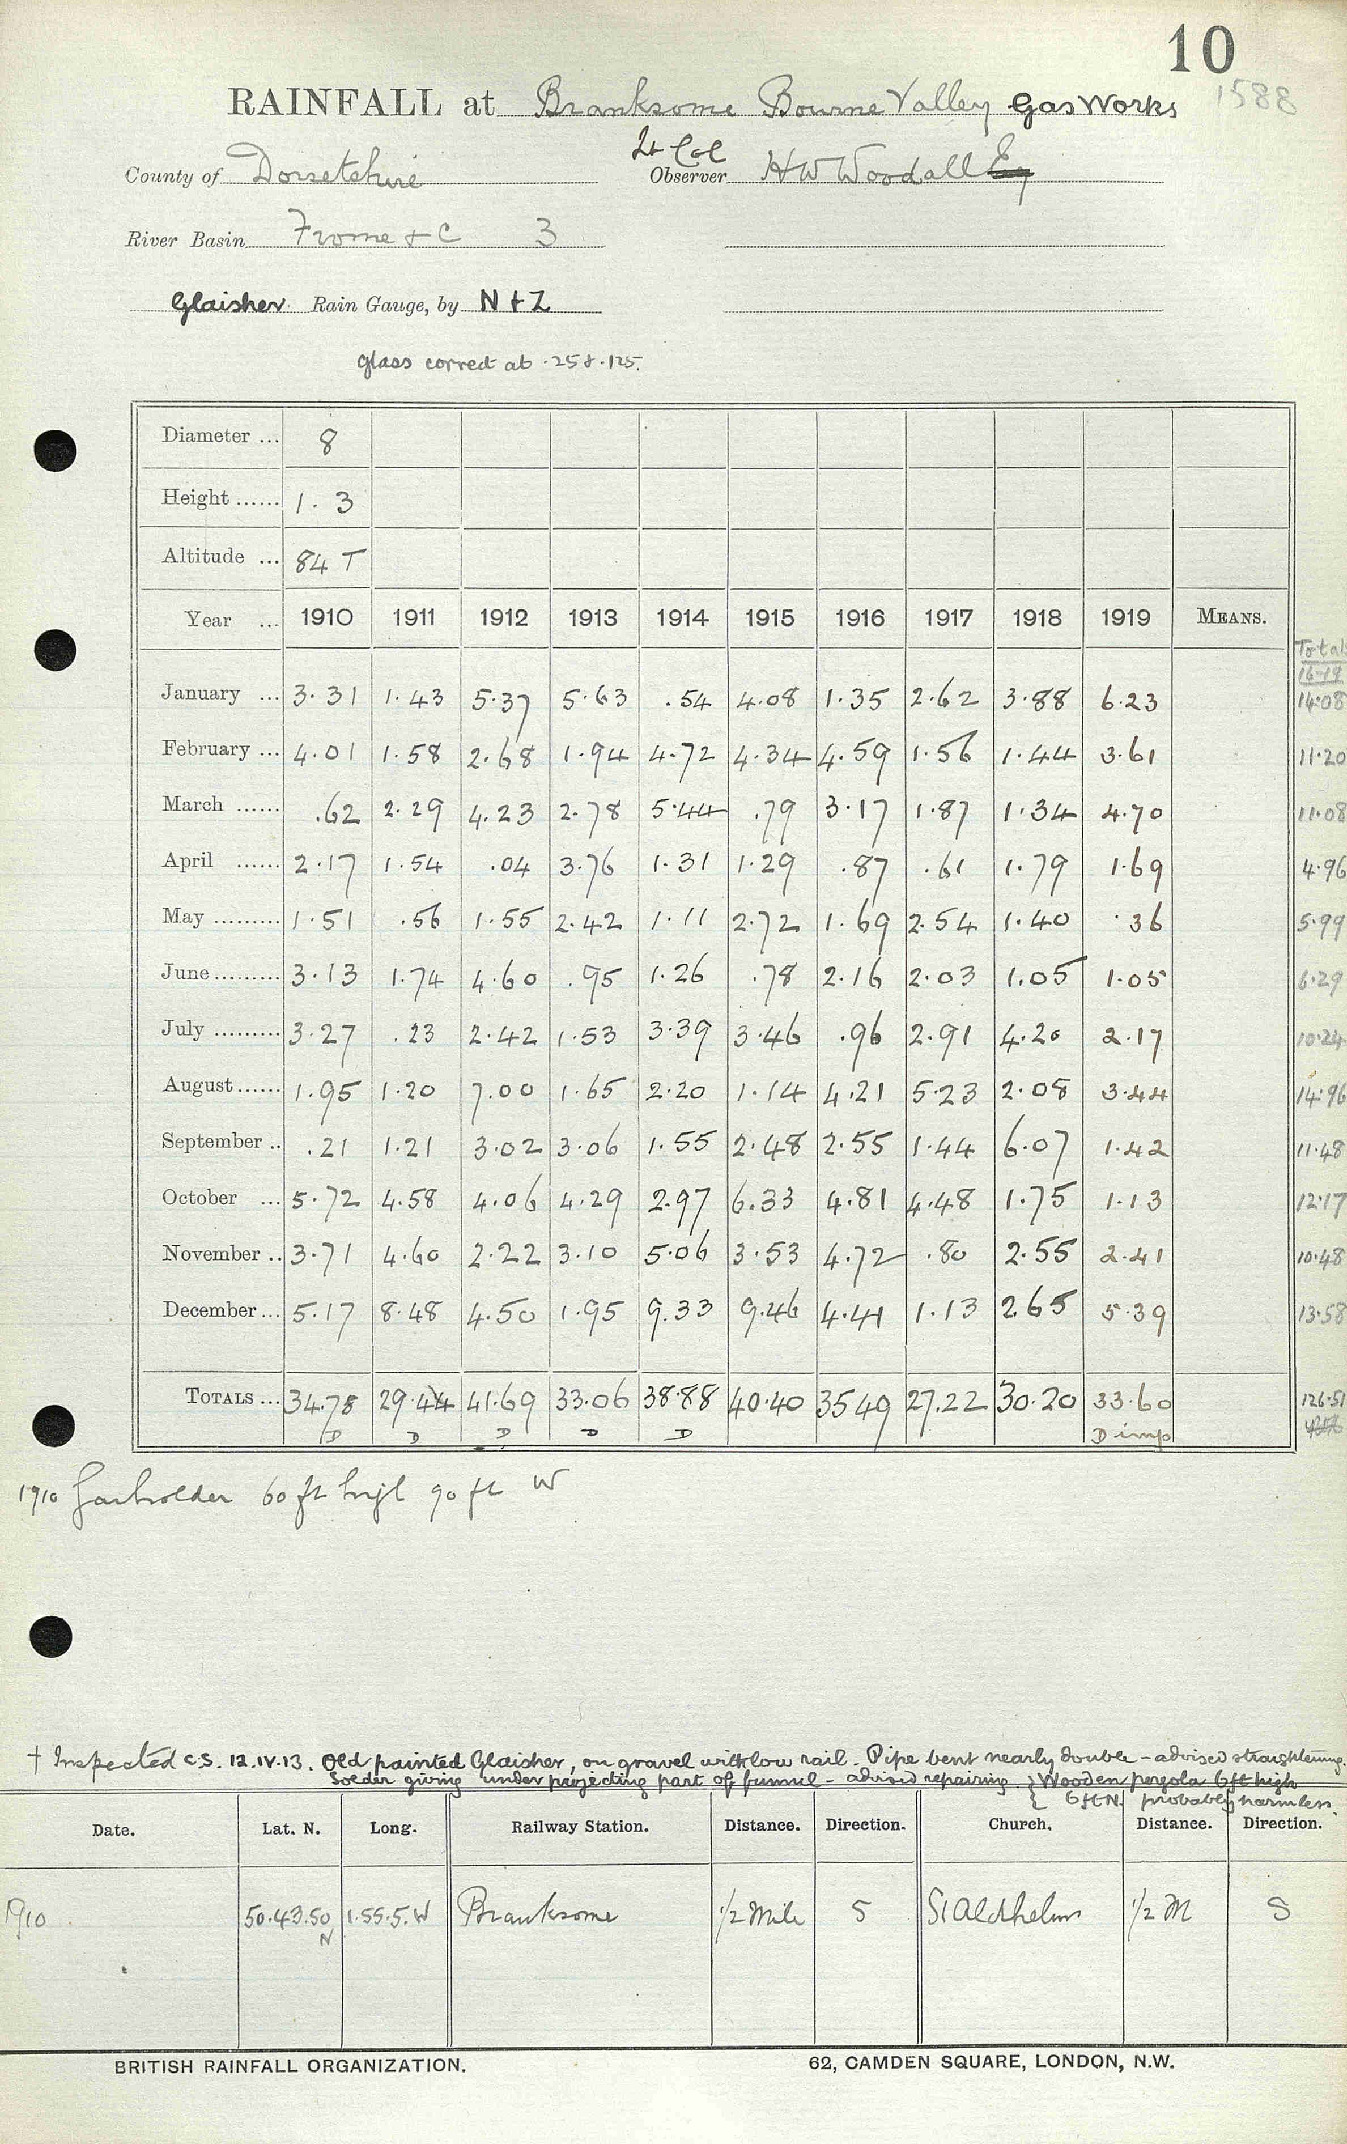 10
RAINFALL at Branksome Bourne Valley Gas Works 1588
Lt Col
County of Dorsetshire Observer H W Woodall Esq
River Basin Frome & C 3
Glaisher Rain Gauge, by N & Z
glass correct at .25 & .125.
Diameter ... 8
Height ...... 1. 3
Altitude ... 84 T
Year ... 1910 1911 1912 1913 1914 1915 1916 1917 1918 1919 MEANS.
Total
16-19
January ... 3.31 1.43 5.37 5.63 .54 4.08 1.35 2.62 3.88 6.23 14.08
February ... 4.01 1.58 2.68 1.94 4.72 4.34 4.59 1.56 1.44 3.61 11.20
March ...... .62 2.29 4.23 2.78 5.44 .79 3.17 1.87 1.34 4.70 11.08
April ...... 2.17 1.54 .04 3.76 1.31 1.29 .87 .61 1.79 1.69 4.96
May ......... 1.51 .56 1.55 2.42 1.11 2.72 1.69 2.54 1.40 .36 5.99
June ......... 3.13 1.74 4.60 .95 1.26 .78 2.16 2.03 1.05 1.05 6.29
July ......... 3.27 .23 2.42 1.53 3.39 3.46 .96 2.91 4.20 2.17 10.24
August ...... 1.95 1.20 7.00 1.65 2.20 1.14 4.21 5.23 2.08 3.44 14.96
September .. .21 1.21 3.02 3.06 1.55 2.48 2.55 1.44 6.07 1.42 11.48
October ... 5.72 4.58 4.06 4.29 2.97 6.33 4.81 4.48 1.75 1.13 12.17
November .. 3.71 4.60 2.22 3.10 5.06 3.53 4.72 .80 2.55 2.41 10.48
December ... 5.17 8.48 4.50 1.95 9.33 9.46 4.41 1.13 2.65 5.39 13.58
TOTALS ... 34.78 29.44 41.69 33.06 38.88 40.40 35.49 27.22 30.20 33.60 126.51
D D D D D D imp
1910 Gasholder 60 ft high 90 ft W
† Inspected C.S. 12.IV.13. Old painted Glaisher, on gravel with low rail - Pipe bent nearly double - advised straightening.
Solder giving under projecting part of funnel - advised repairing. } Wooden pergola 6ft high
{ 6ft N. probably harmless.
Date. Lat. N. Long. Railway Station. Distance. Direction. Church. Distance. Direction.
1910 50.43.50 N 1.55.5.W Branksome 1/2 Mile S St Aldhelms 1/2 M S
BRITISH RAINFALL ORGANIZATION. 62, CAMDEN SQUARE, LONDON, N.W.